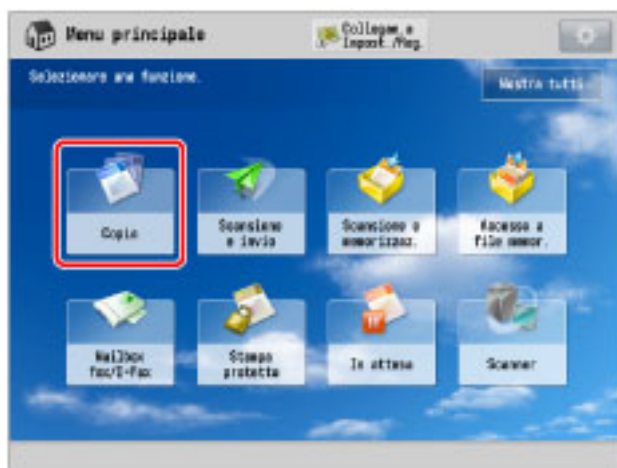 Menu principale
Collegam. a
Impost./Reg.
Selezionare una funzione.
Mostra tutti
Copia
Scansione
e invio
Scansione e
memorizzaz.
Accesso a
file memor.
Mailbox
fax/I-Fax
Stampa
protetta
In attesa
Scanner